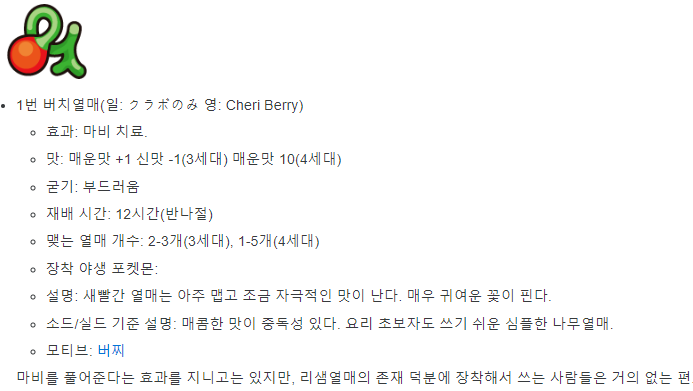 1번 버치열매(일: クラボのみ 영: Cheri Berry)
효과: 마비 치료.
맛: 매운맛 +1 신맛 -1(3세대) 매운맛 10(4세대)
굳기: 부드러움
재배 시간: 12시간(반나절)
맺는 열매 개수: 2-3개(3세대), 1-5개(4세대)
장착 야생 포켓몬:
설명: 새빨간 열매는 아주 맵고 조금 자극적인 맛이 난다. 매우 귀여운 꽃이 핀다.
소드/실드 기준 설명: 매콤한 맛이 중독성 있다. 요리 초보자도 쓰기 쉬운 심플한 나무열매.
모티브: 버찌
마비를 풀어준다는 효과를 지니고는 있지만, 리샘열매의 존재 덕분에 장착해서 쓰는 사람들은 거의 없는 편